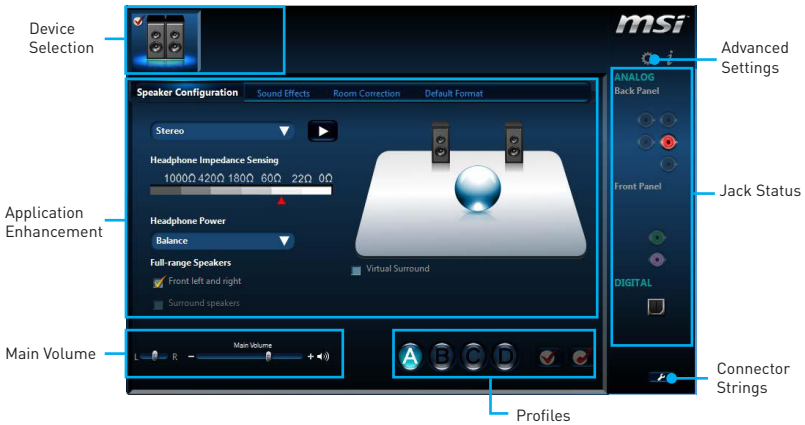 Device
Selection
msi
Advanced
Settings
ANALOG
Back Panel
Speaker Configuration
Sound Effects
Room Correction
Default Format
Stereo
Headphone Impedance Sensing
1000Ω 420Ω 180Ω 60Ω 22Ω 0Ω
Front Panel
Jack Status
Application
Enhancement
Headphone Power
Balance
Full-range Speakers
Virtual Surround
Front left and right
Surround speakers
DIGITAL
Main Volume
Main Volume
L R - +
A B C D
Connector
Strings
Profiles